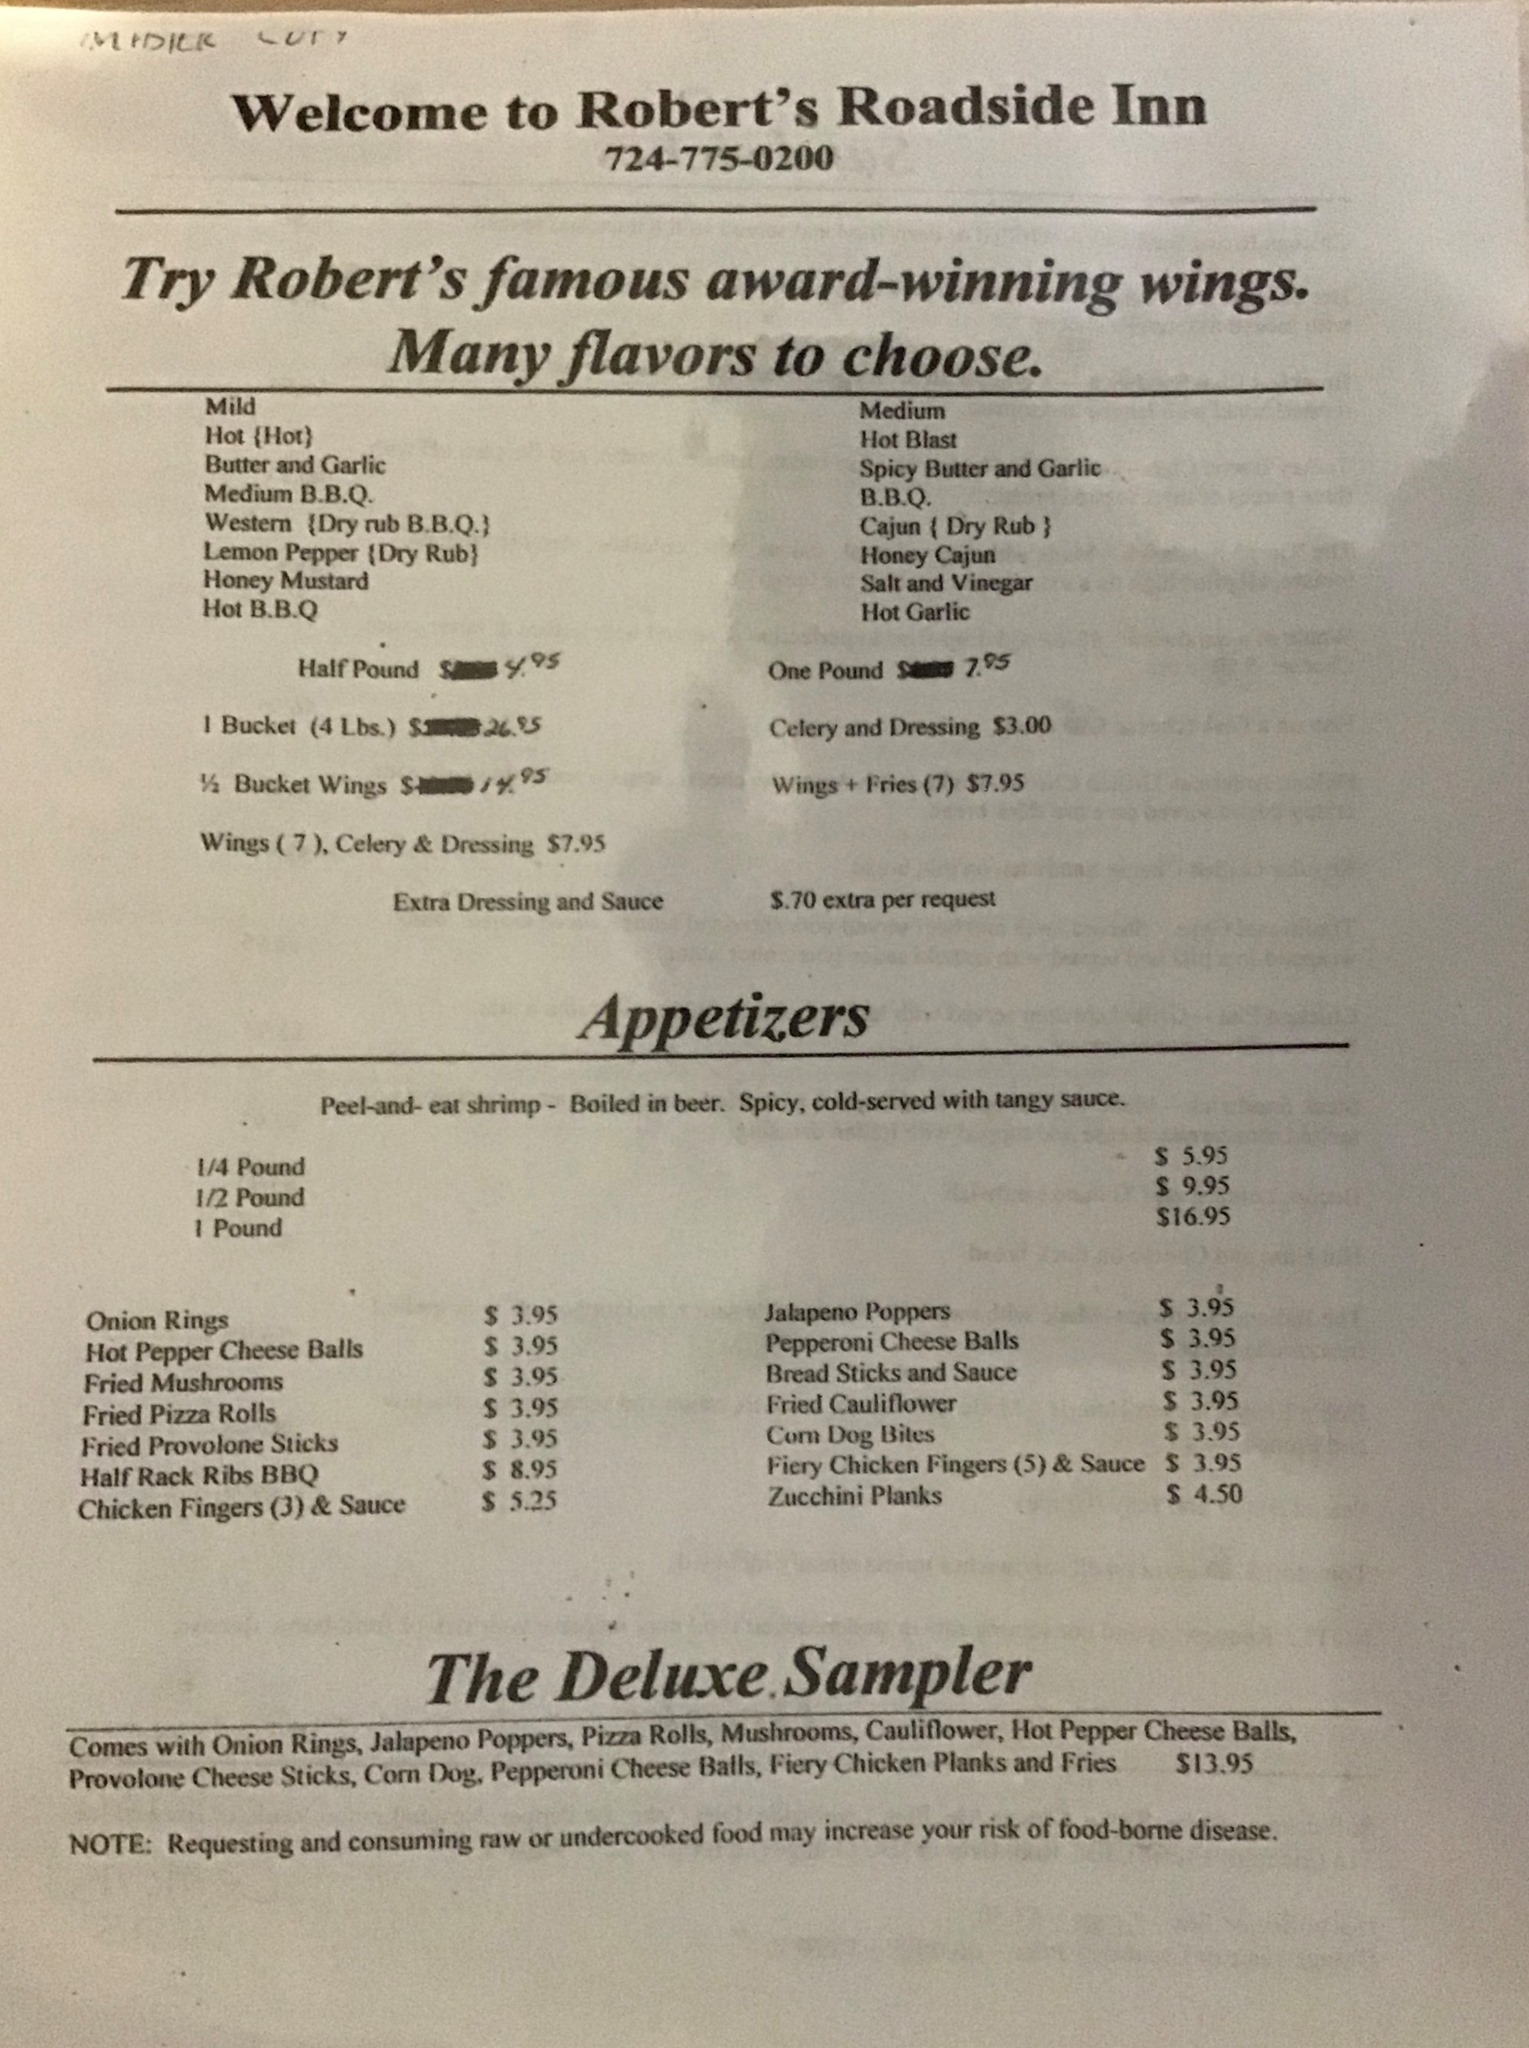 COPY
Welcome to Robert's Roadside Inn
724-775-0200
Try Robert's famous award-winning wings.
Many flavors to choose.
Mild
Hot {Hot}
Butter and Garlic
Medium B.B.Q.
Western {Dry rub B.B.Q.}
Lemon Pepper {Dry Rub}
Honey Mustard
Hot B.B.Q
Medium
Hot Blast
Spicy Butter and Garlic
B.B.Q.
Cajun { Dry Rub }
Honey Cajun
Salt and Vinegar
Hot Garlic
Half Pound $ 4.95 One Pound $ 7.95
1 Bucket (4 Lbs.) $ 26.95 Celery and Dressing $3.00
½ Bucket Wings $ 14.95 Wings + Fries (7) $7.95
Wings ( 7 ), Celery & Dressing $7.95
Extra Dressing and Sauce $.70 extra per request
Appetizers
Peel-and- eat shrimp - Boiled in beer. Spicy, cold-served with tangy sauce.
1/4 Pound $ 5.95
1/2 Pound $ 9.95
1 Pound $16.95
Onion Rings $ 3.95
Hot Pepper Cheese Balls $ 3.95
Fried Mushrooms $ 3.95
Fried Pizza Rolls $ 3.95
Fried Provolone Sticks $ 3.95
Half Rack Ribs BBQ $ 8.95
Chicken Fingers (3) & Sauce $ 5.25
Jalapeno Poppers $ 3.95
Pepperoni Cheese Balls $ 3.95
Bread Sticks and Sauce $ 3.95
Fried Cauliflower $ 3.95
Corn Dog Bites $ 3.95
Fiery Chicken Fingers (5) & Sauce $ 3.95
Zucchini Planks $ 4.50
The Deluxe Sampler
Comes with Onion Rings, Jalapeno Poppers, Pizza Rolls, Mushrooms, Cauliflower, Hot Pepper Cheese Balls,
Provolone Cheese Sticks, Corn Dog, Pepperoni Cheese Balls, Fiery Chicken Planks and Fries $13.95
NOTE: Requesting and consuming raw or undercooked food may increase your risk of food-borne disease.